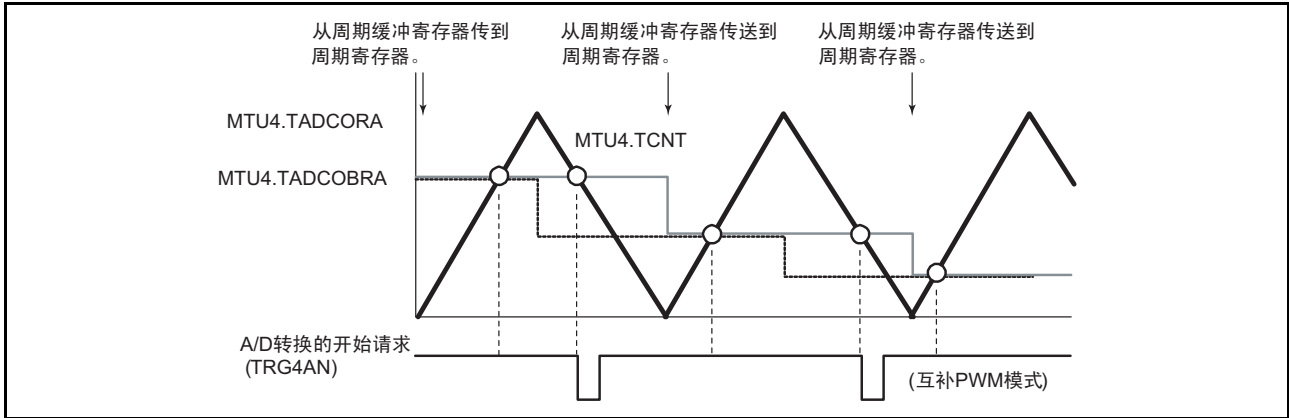 从周期缓冲寄存器传到
周期寄存器。
从周期缓冲寄存器传送到
周期寄存器。
从周期缓冲寄存器传送到
周期寄存器。
MTU4.TADCORA
MTU4.TCNT
MTU4.TADCOBRA
A/D转换的开始请求
(TRG4AN)
(互补PWM模式)